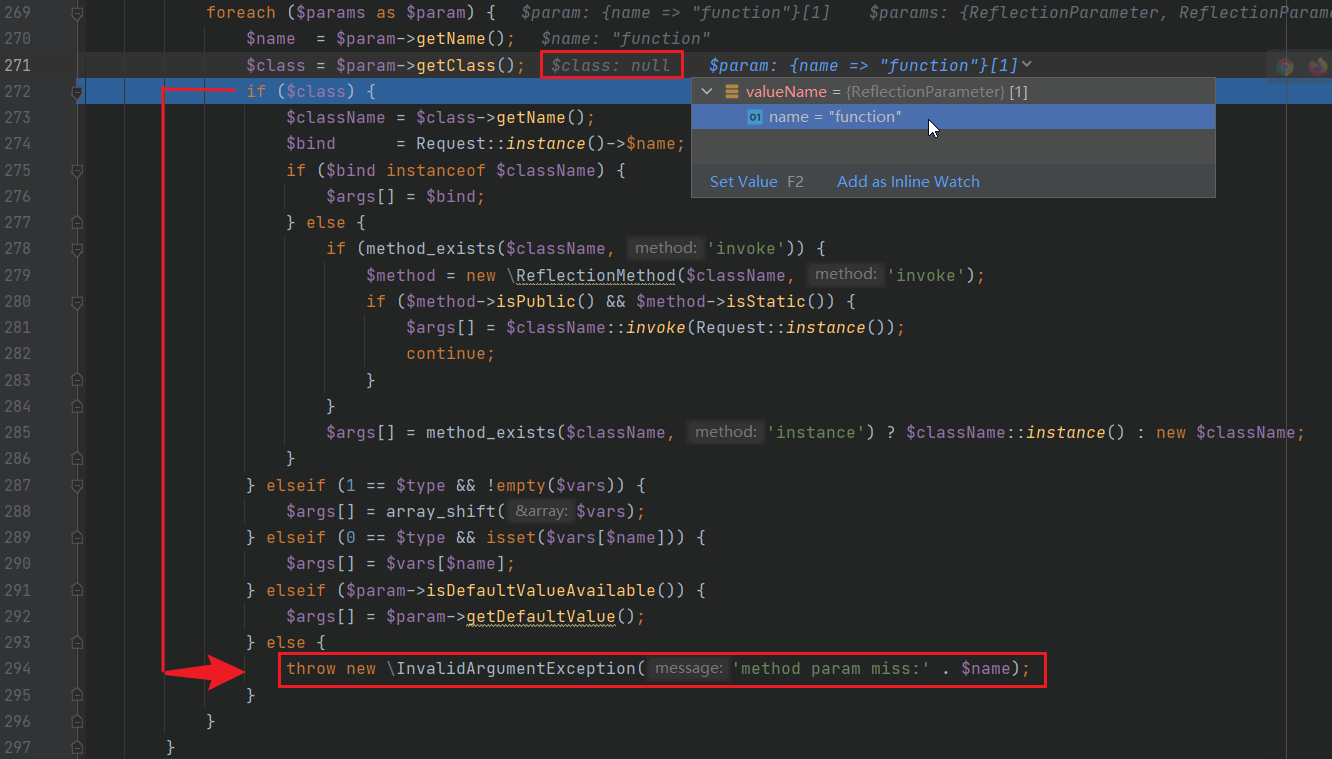 269 foreach ($params as $param) { $param: {name => "function"}[1] $params: {ReflectionParameter, ReflectionParame
270 $name  = $param->getName(); $name: "function"
271 $class = $param->getClass(); $class: null $param: {name => "function"}[1]
272 if ($class) {
valueName = {ReflectionParameter} [1]
273 $className = $class->getName();
01 name = "function"
274 $bind      = Request::instance()->$name;
275 if ($bind instanceof $className) {
Set Value F2 Add as Inline Watch
276 $args[] = $bind;
277 } else {
278 if (method_exists($className, method: 'invoke')) {
279 $method = new \ReflectionMethod($className, method: 'invoke');
280 if ($method->isPublic() && $method->isStatic()) {
281 $args[] = $className::invoke(Request::instance());
282 continue;
283 }
284 }
285 $args[] = method_exists($className, method: 'instance') ? $className::instance() : new $className;
286 }
287 } elseif (1 == $type && !empty($vars)) {
288 $args[] = array_shift( &array: $vars);
289 } elseif (0 == $type && isset($vars[$name])) {
290 $args[] = $vars[$name];
291 } elseif ($param->isDefaultValueAvailable()) {
292 $args[] = $param->getDefaultValue();
293 } else {
294 throw new \InvalidArgumentException( message: 'method param miss:' . $name);
295 }
296 }
297 }